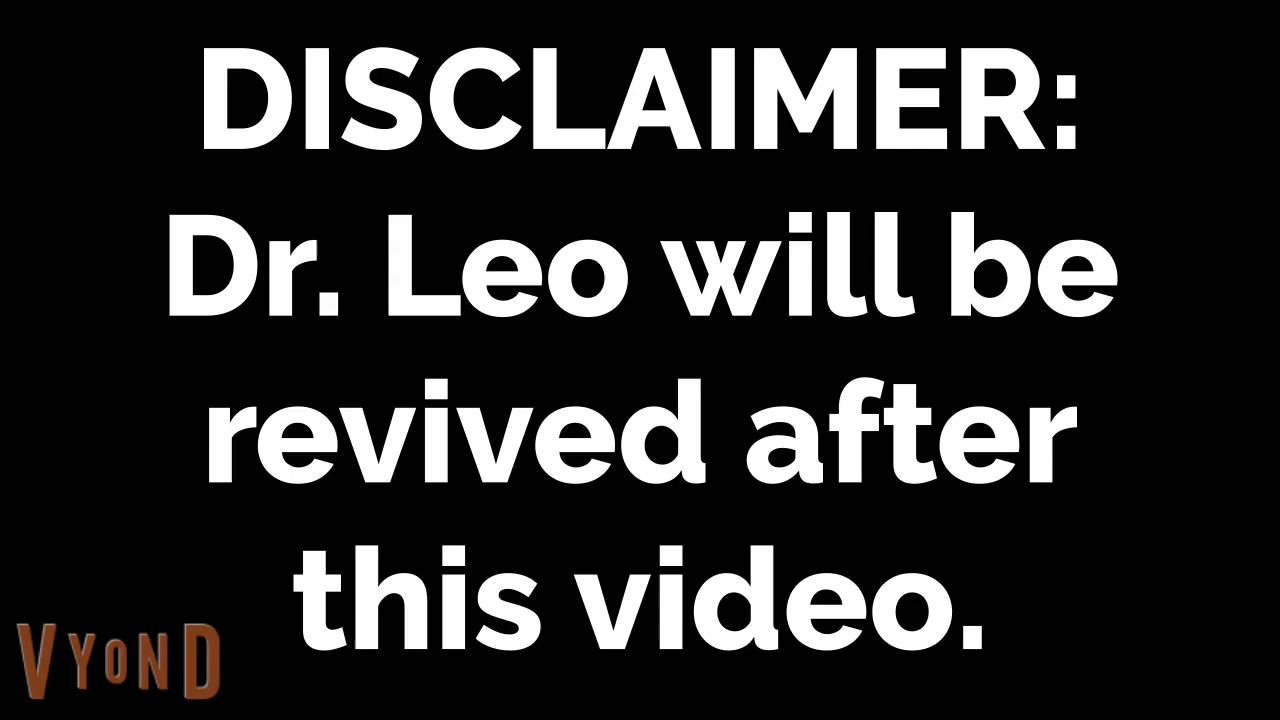 DISCLAIMER:
Dr. Leo will be
revived after
this video.
VYOND